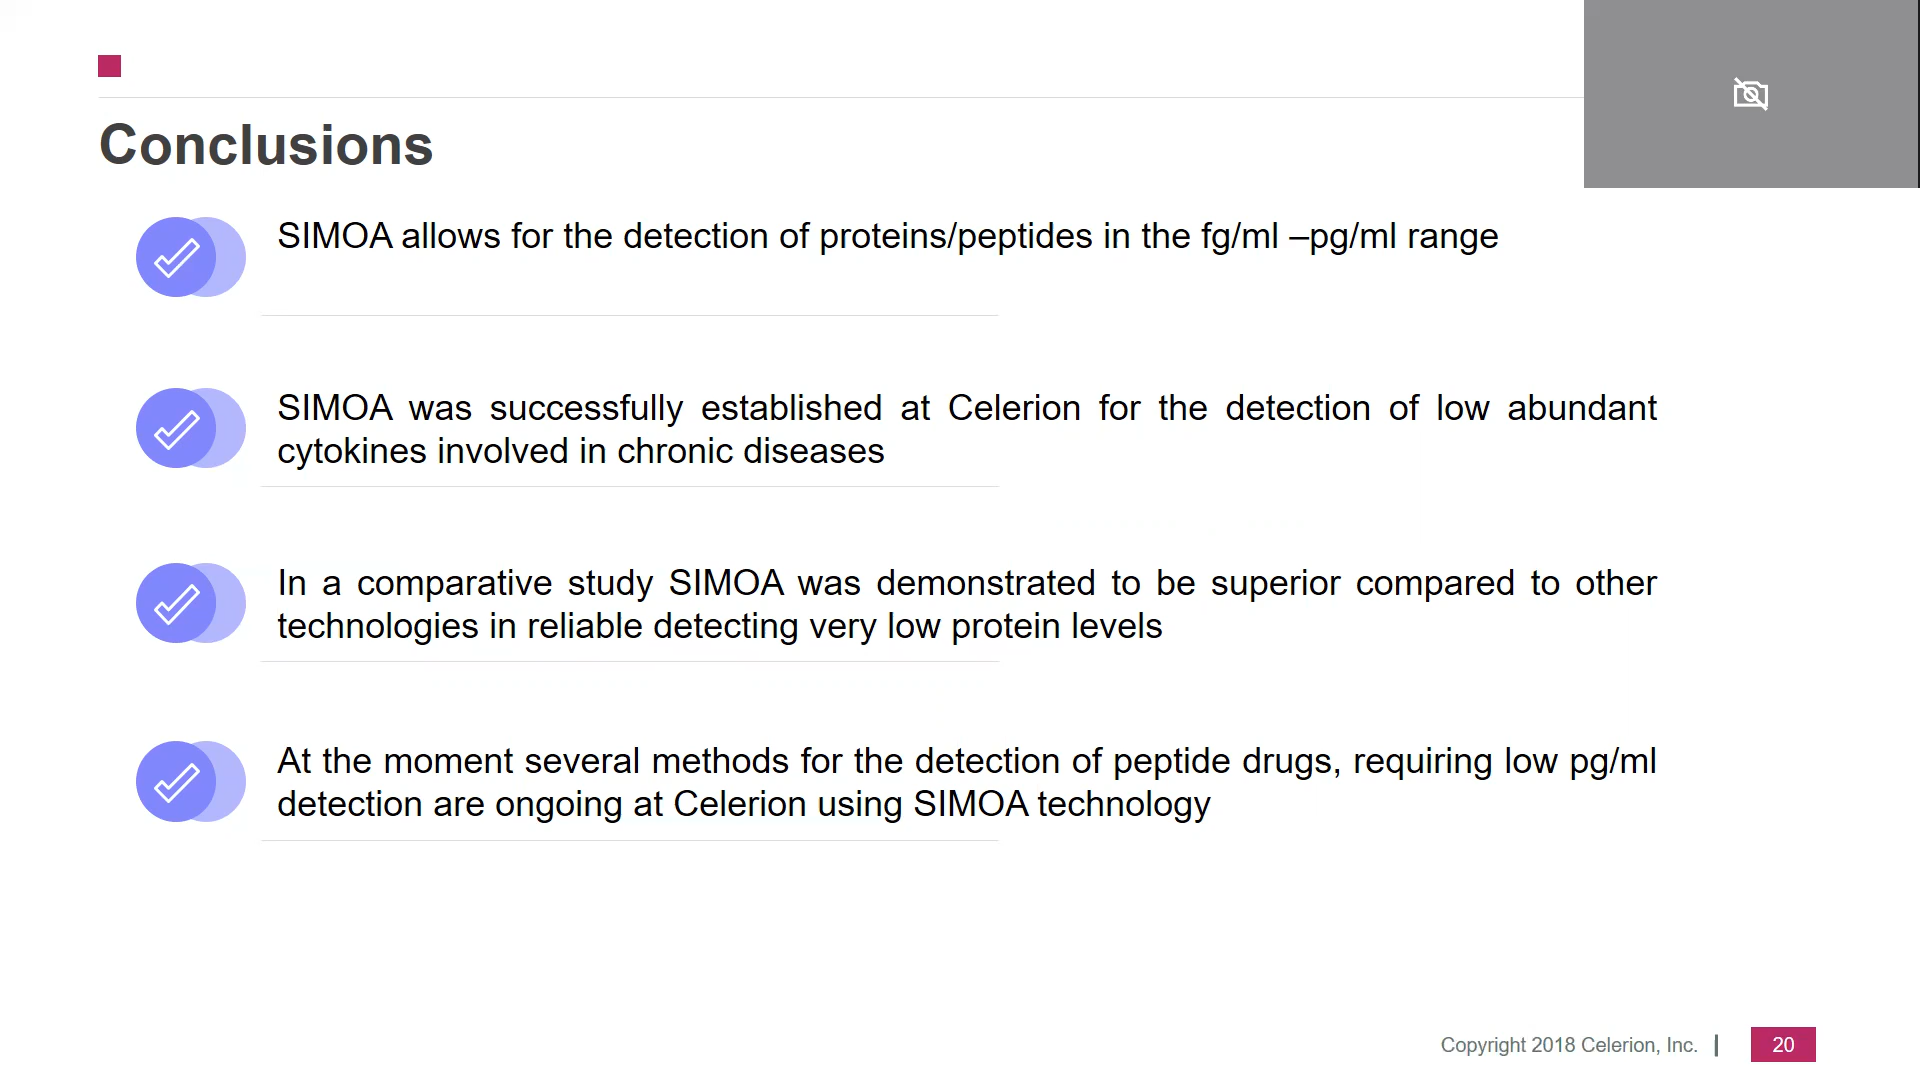 Conclusions
SIMOA allows for the detection of proteins/peptides in the fg/ml –pg/ml range
SIMOA was successfully established at Celerion for the detection of low abundant
cytokines involved in chronic diseases
In a comparative study SIMOA was demonstrated to be superior compared to other
technologies in reliable detecting very low protein levels
At the moment several methods for the detection of peptide drugs, requiring low pg/ml
detection are ongoing at Celerion using SIMOA technology
Copyright 2018 Celerion, Inc. | 20